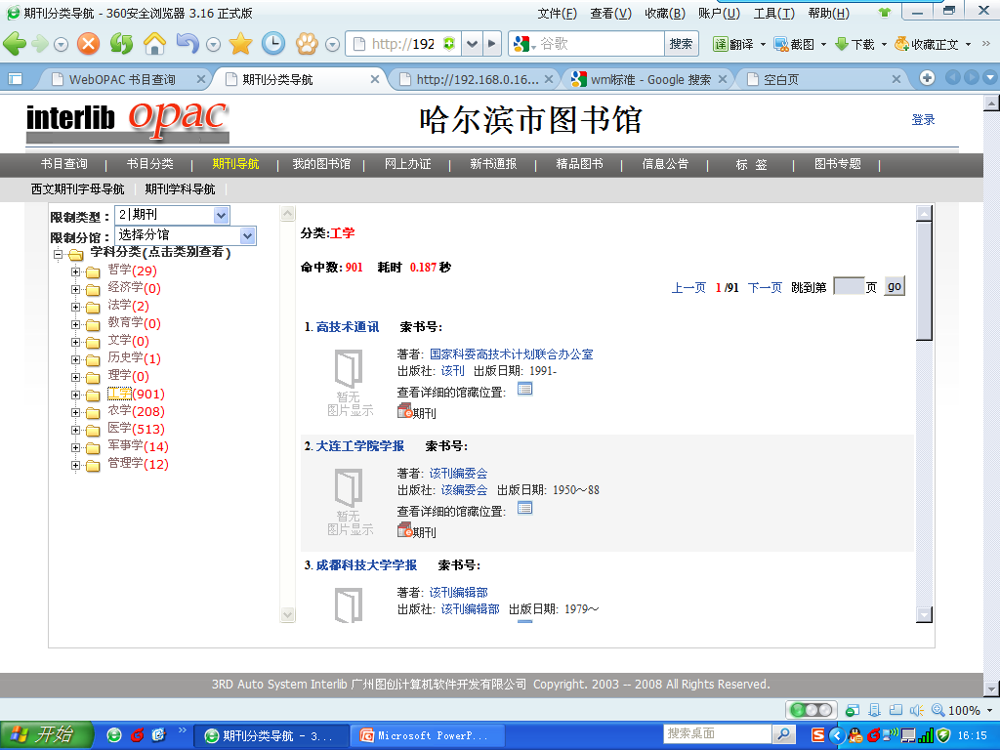 期刊分类导航 - 360安全浏览器 3.16 正式版 文件(F) 查看(V) 收藏(B) 账户(U) 工具(T) 帮助(H)
http://192 谷歌 搜索 翻译 截图 下载 收藏正文 »
WebOPAC 书目查询 期刊分类导航 http://192.168.0.16... wml标准 - Google 搜索 空白页
interlib opac 哈尔滨市图书馆 登录
书目查询 | 书目分类 | 期刊导航 | 我的图书馆 | 网上办证 | 新书通报 | 精品图书 | 信息公告 | 标 签 | 图书专题 |
西文期刊字母导航 期刊学科导航
限制类型： 2|期刊
限制分馆： 选择分馆
学科分类(点击类别查看)
哲学(29)
经济学(0)
法学(2)
教育学(0)
文学(0)
历史学(1)
理学(0)
工学(901)
农学(208)
医学(513)
军事学(14)
管理学(12)
分类:工学
命中数: 901 耗时 0.187 秒
上一页 1 /91 下一页 跳到第 页 go
1. 高技术通讯 索书号:
著者: 国家科委高技术计划联合办公室
出版社: 该刊 出版日期: 1991-
查看详细的馆藏位置:
暂无
图片显示
期刊
2. 大连工学院学报 索书号:
著者: 该刊编委会
出版社: 该编委会 出版日期: 1950～88
查看详细的馆藏位置:
暂无
图片显示
期刊
3. 成都科技大学学报 索书号:
著者: 该刊编辑部
出版社: 该刊编辑部 出版日期: 1979～
3RD Auto System Interlib 广州图创计算机软件开发有限公司 Copyright. 2003 -- 2008 All Rights Reserved.
100%
开始 » 期刊分类导航 - 3... Microsoft PowerP... 搜索桌面 16:15